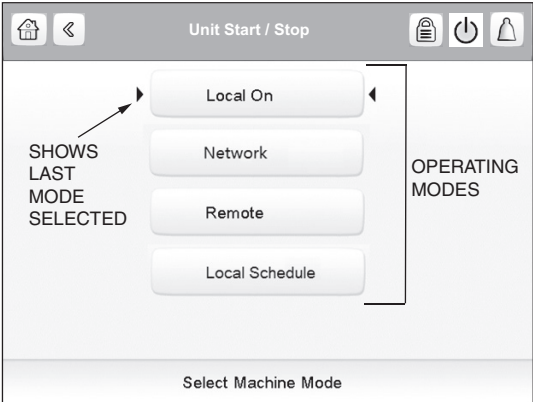 Unit Start / Stop
Local On
Network
Remote
Local Schedule
SHOWS
LAST
MODE
SELECTED
OPERATING
MODES
Select Machine Mode